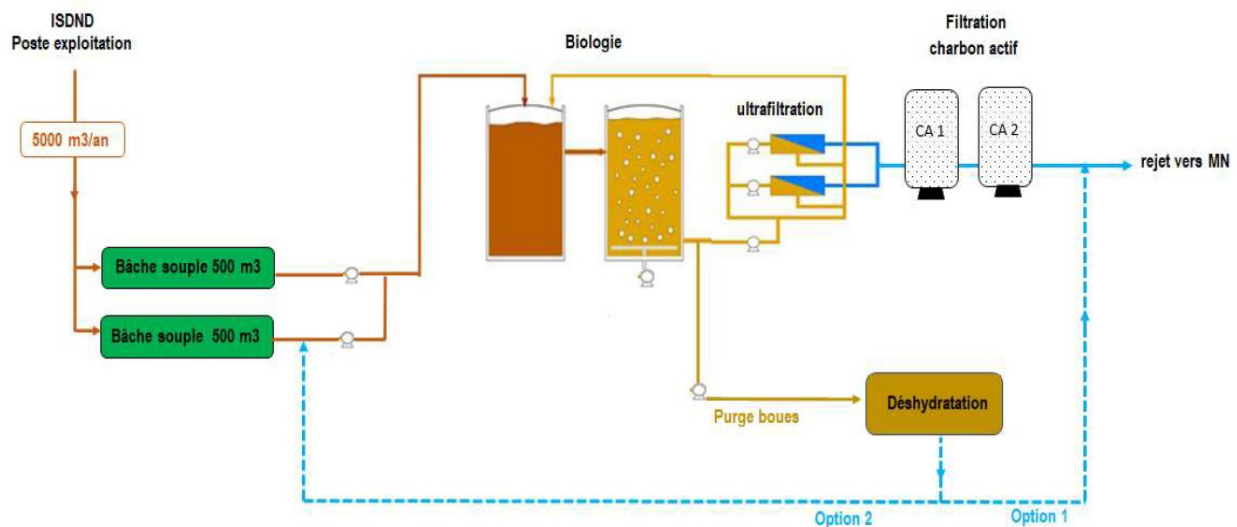 ISDND
Poste exploitation
Biologie
Filtration
charbon actif
5000 m3/an
ultrafiltration
CA 1
CA 2
rejet vers MN
Bâche souple 500 m3
Bâche souple 500 m3
Purge boues
Déshydratation
Option 2
Option 1